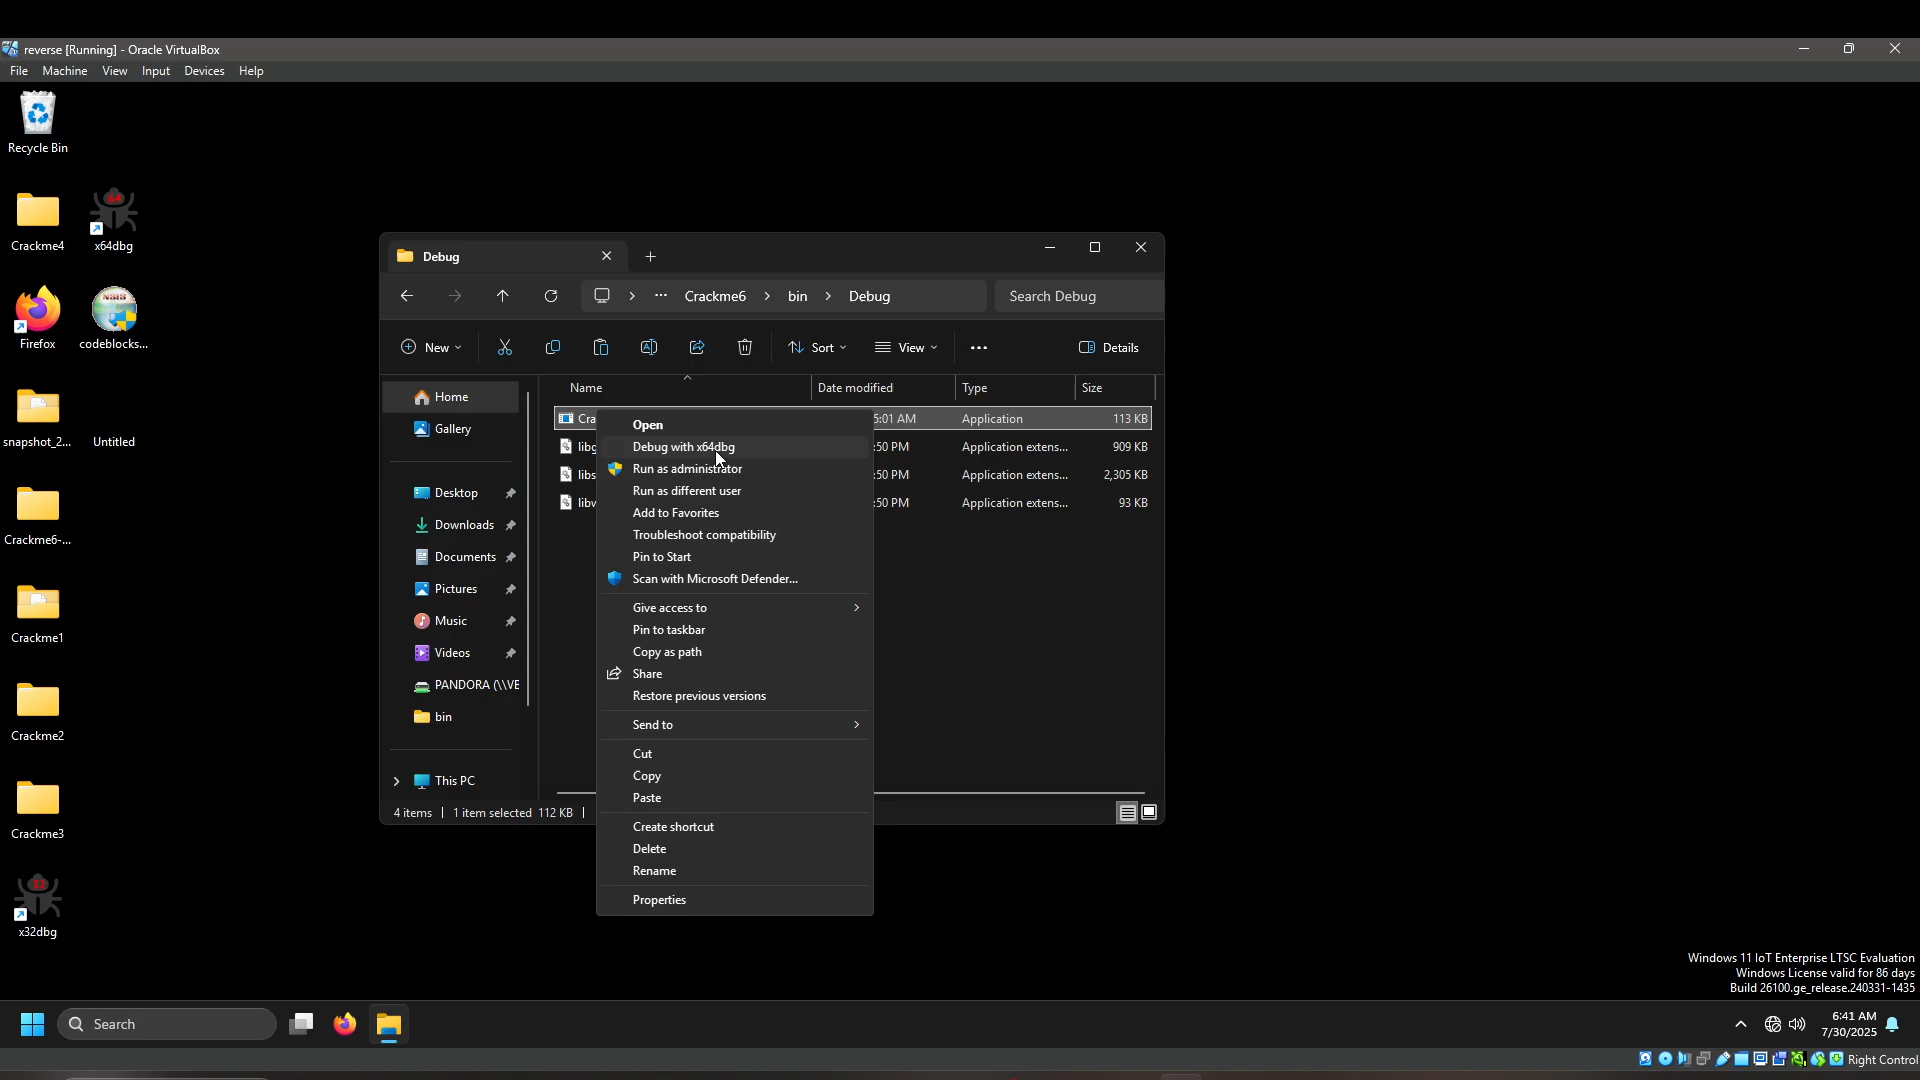 reverse [Running] - Oracle VirtualBox
File Machine View Input Devices Help
Recycle Bin
Crackme4
x64dbg
Firefox
codeblocks...
snapshot_2...
Untitled
Crackme6-...
Crackme1
Crackme2
Crackme3
x32dbg
Debug
Crackme6 > bin > Debug
Search Debug
New
Sort
View
Details
Name
Date modified
Type
Size
Home
Gallery
Desktop
Downloads
Documents
Pictures
Music
Videos
PANDORA (\\VE
bin
This PC
Cra
5:01 AM Application 113 KB
:50 PM Application extens... 909 KB
libs
:50 PM Application extens... 2,305 KB
:50 PM Application extens... 93 KB
Open
Debug with x64dbg
Run as administrator
Run as different user
Add to Favorites
Troubleshoot compatibility
Pin to Start
Scan with Microsoft Defender...
Give access to
Pin to taskbar
Copy as path
Share
Restore previous versions
Send to
Cut
Copy
Paste
Create shortcut
Delete
Rename
Properties
4 items
1 item selected 112 KB
Windows 11 IoT Enterprise LTSC Evaluation
Windows License valid for 86 days
Build 26100.ge_release.240331-1435
Search
6:41 AM
7/30/2025
Right Control